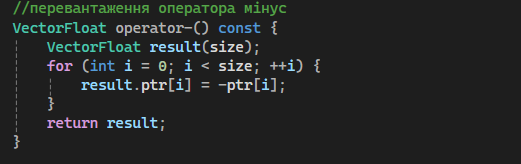 //перевантаження оператора мінус
VectorFloat operator-() const {
    VectorFloat result(size);
    for (int i = 0; i < size; ++i) {
        result.ptr[i] = -ptr[i];
    }
    return result;
}